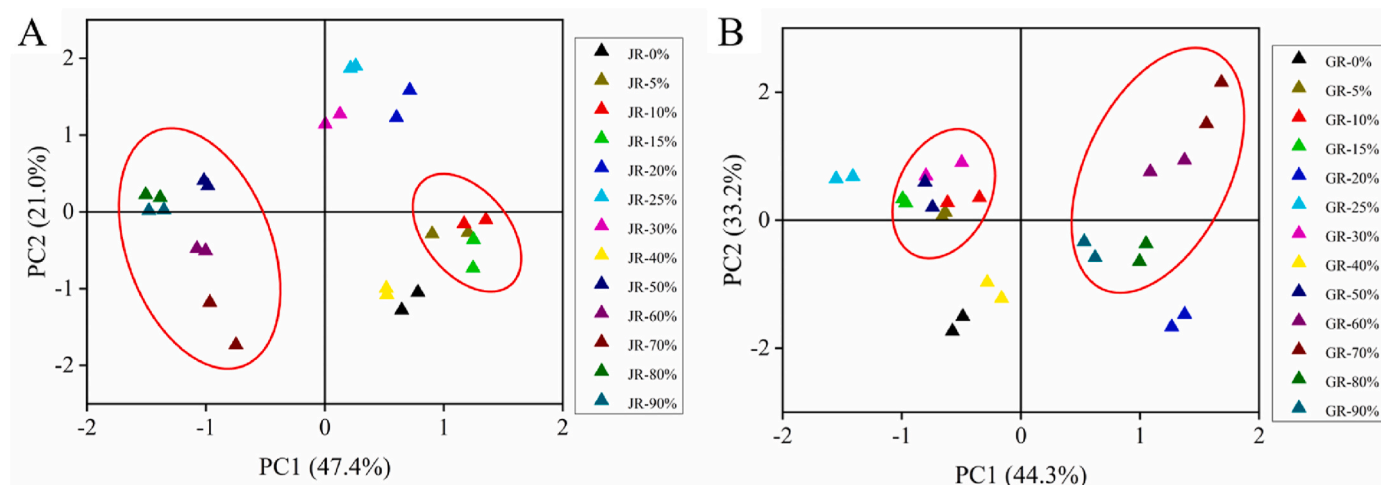 A
PC2 (21.0%)
2
1
0
-1
-2
-2
-1
0
1
2
PC1 (47.4%)
JR-0%
JR-5%
JR-10%
JR-15%
JR-20%
JR-25%
JR-30%
JR-40%
JR-50%
JR-60%
JR-70%
JR-80%
JR-90%
B
PC2 (33.2%)
2
0
-2
-2
-1
0
1
2
PC1 (44.3%)
GR-0%
GR-5%
GR-10%
GR-15%
GR-20%
GR-25%
GR-30%
GR-40%
GR-50%
GR-60%
GR-70%
GR-80%
GR-90%